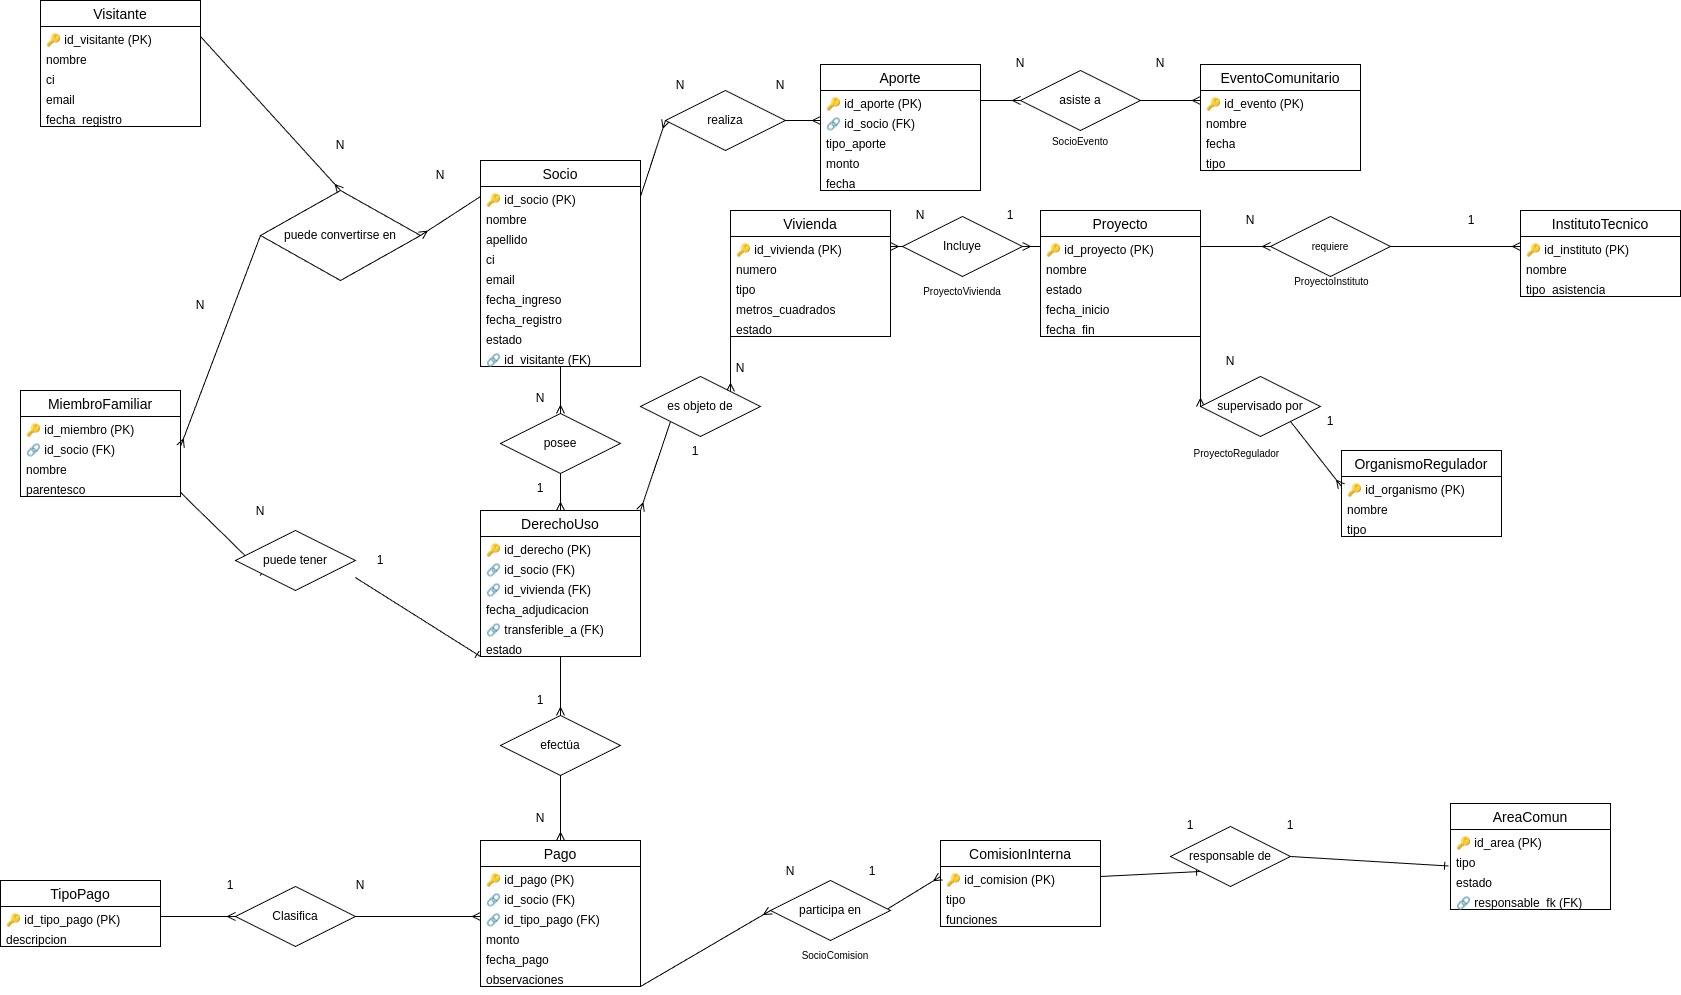 Visitante
🔑 id_visitante (PK)
nombre
ci
email
fecha_registro
N
N
puede convertirse en
N
Socio
🔑 id_socio (PK)
nombre
apellido
ci
email
fecha_ingreso
fecha_registro
estado
🔗 id_visitante (FK)
N
realiza
N
Aporte
🔑 id_aporte (PK)
🔗 id_socio (FK)
tipo_aporte
monto
fecha
N
asiste a
N
SocioEvento
EventoComunitario
🔑 id_evento (PK)
nombre
fecha
tipo
Vivienda
🔑 id_vivienda (PK)
numero
tipo
metros_cuadrados
estado
N
Incluye
1
ProyectoVivienda
Proyecto
🔑 id_proyecto (PK)
nombre
estado
fecha_inicio
fecha_fin
N
requiere
1
ProyectoInstituto
InstitutoTecnico
🔑 id_instituto (PK)
nombre
tipo_asistencia
N
supervisado por
1
ProyectoRegulador
OrganismoRegulador
🔑 id_organismo (PK)
nombre
tipo
MiembroFamiliar
🔑 id_miembro (PK)
🔗 id_socio (FK)
nombre
parentesco
N
puede tener
1
N
posee
1
N
es objeto de
1
DerechoUso
🔑 id_derecho (PK)
🔗 id_socio (FK)
🔗 id_vivienda (FK)
fecha_adjudicacion
🔗 transferible_a (FK)
estado
1
efectúa
N
TipoPago
🔑 id_tipo_pago (PK)
descripcion
1
Clasifica
N
Pago
🔑 id_pago (PK)
🔗 id_socio (FK)
🔗 id_tipo_pago (FK)
monto
fecha_pago
observaciones
N
participa en
1
SocioComision
ComisionInterna
🔑 id_comision (PK)
tipo
funciones
1
responsable de
1
AreaComun
🔑 id_area (PK)
tipo
estado
🔗 responsable_fk (FK)